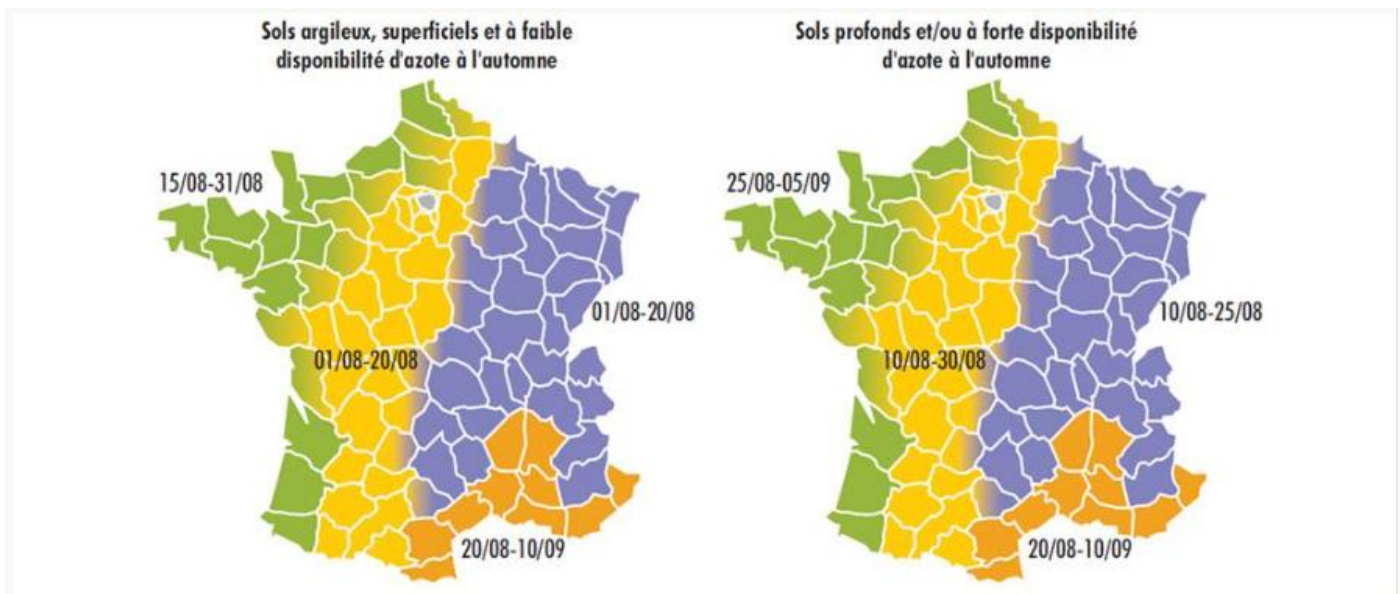 Sols argileux, superficiels et à faible
disponibilité d'azote à l'automne
15/08-31/08
01/08-20/08
01/08-20/08
20/08-10/09
Sols profonds et/ou à forte disponibilité
d'azote à l'automne
25/08-05/09
10/08-25/08
10/08-30/08
20/08-10/09